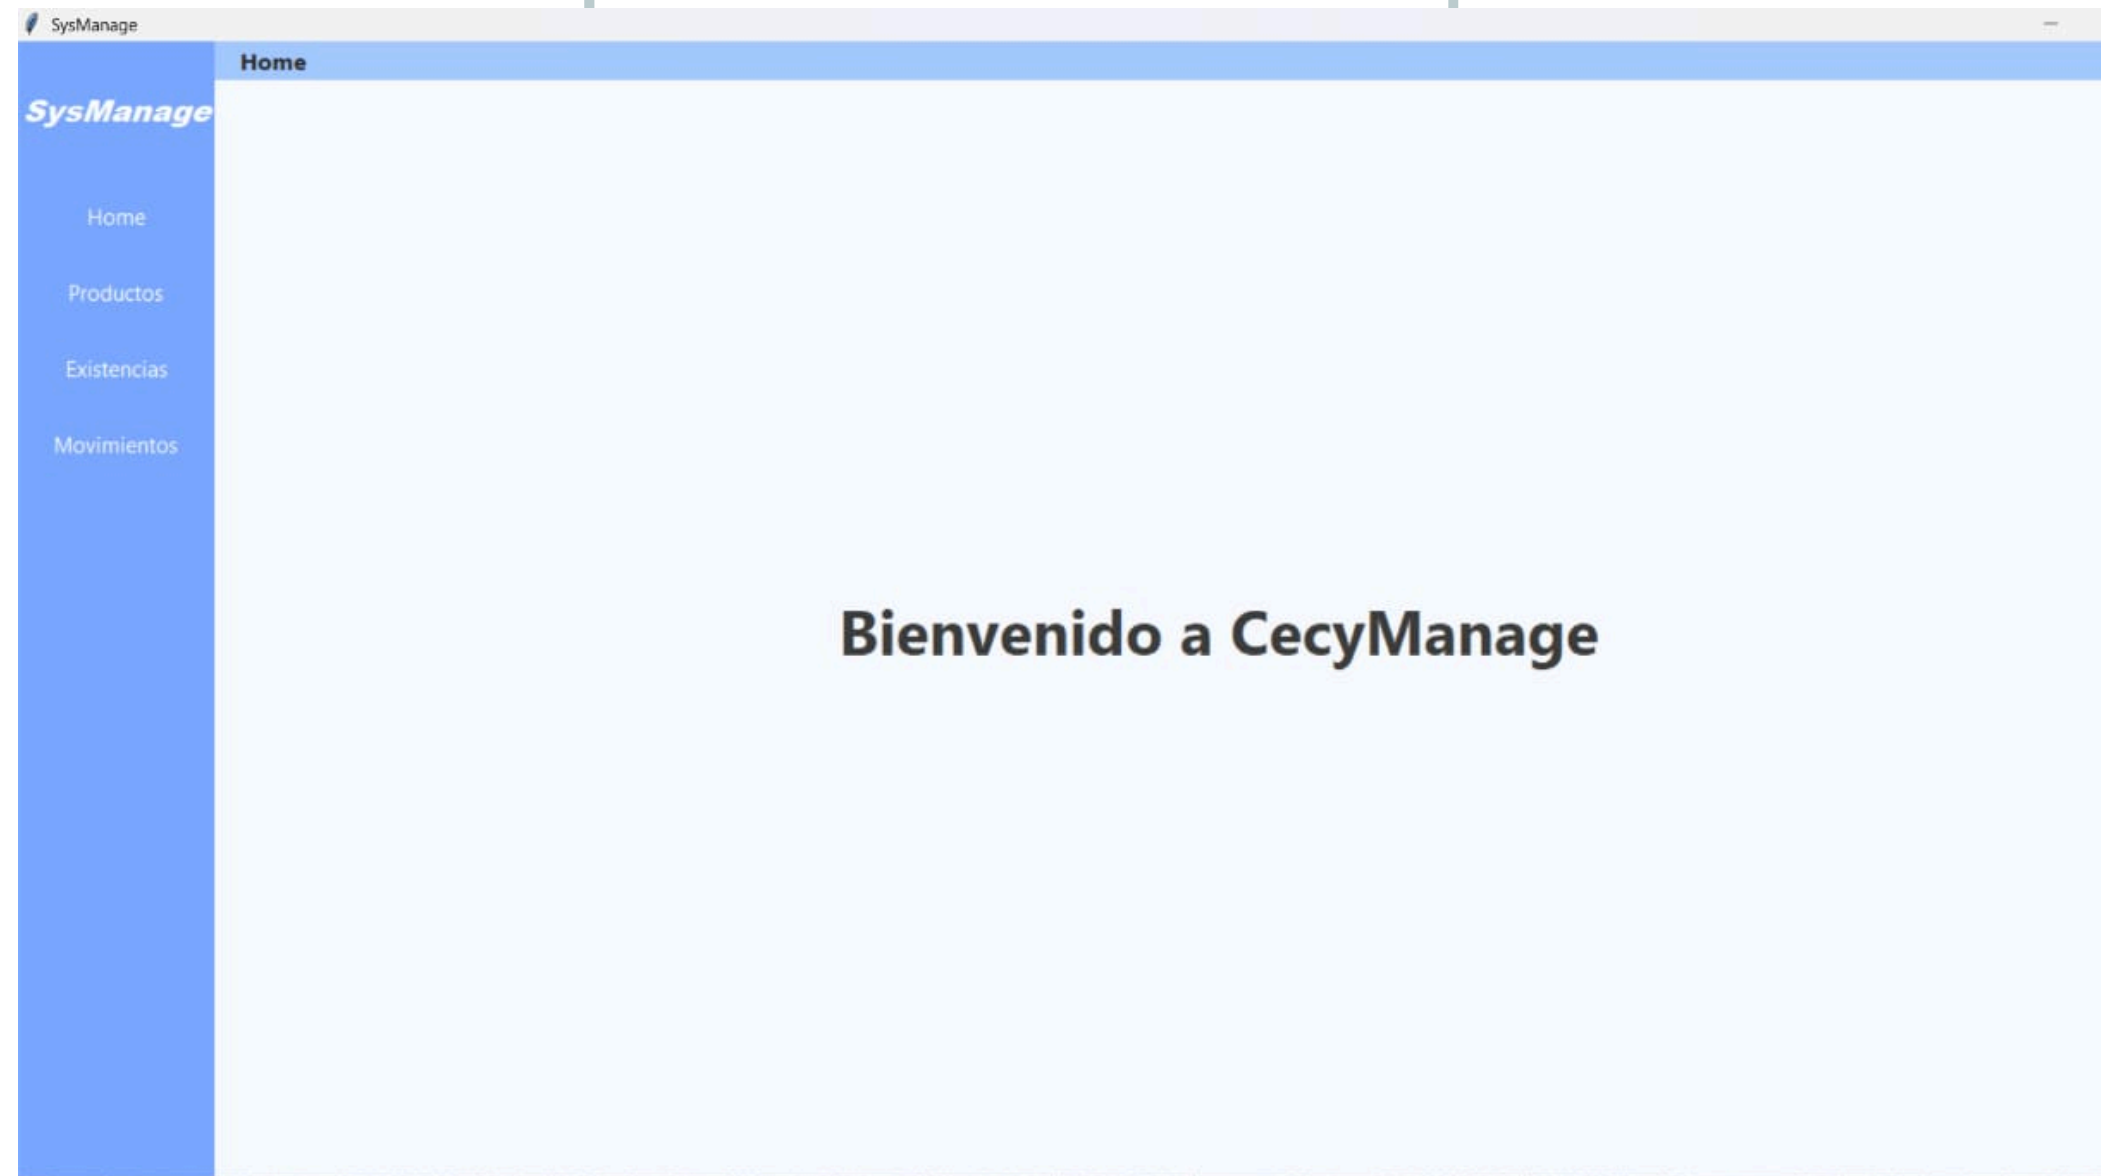 SysManage
Home
SysManage
Home
Productos
Existencias
Movimientos
Bienvenido a CecyManage